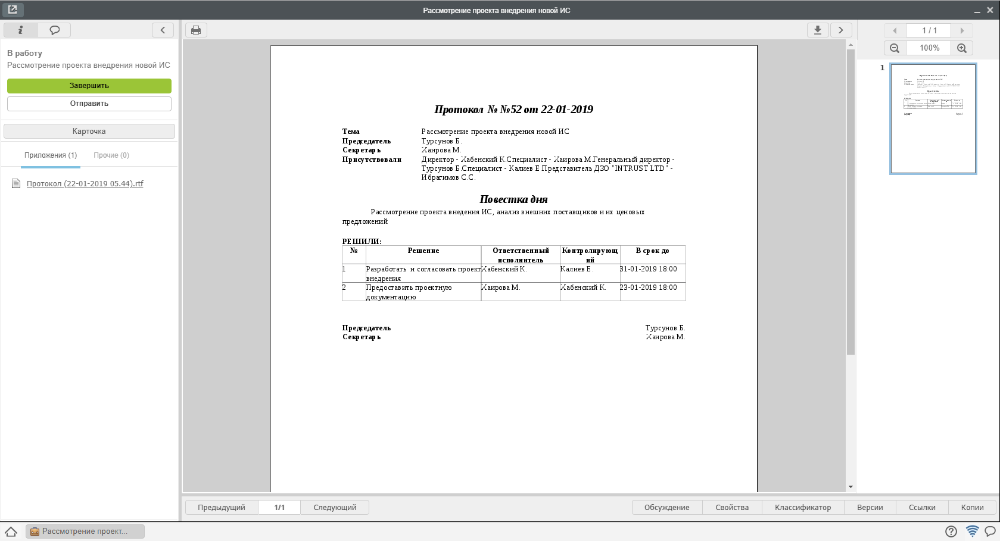 Рассмотрение проекта внедрения новой ИС
1 / 1
В работу
Рассмотрение проекта внедрения новой ИС
100%
Завершить
Отправить
Карточка
Приложения (1)
Прочие (0)
Протокол (22-01-2019 05.44).rtf
Протокол № №52 от 22-01-2019
Тема Рассмотрение проекта внедрения новой ИС
Председатель Турсунов Б.
Секретарь Хаирова М.
Присутствовали Директор - Хабенский К.Специалист - Хаирова М.Генеральный директор -
Турсунов Б.Специалист - Калиев Е.Представитель ДЗО "INTRUST LTD" -
Ибрагимов С.С.
Повестка дня
Рассмотрение проекта внедения ИС, анализ внешних поставщиков и их ценовых
предложений
РЕШИЛИ:
№ Решение Ответственный Контролирующ В срок до
исполнитель ий
1 Разработать и согласовать проект Хабенский К. Калиев Е. 31-01-2019 18:00
внедрения
2 Предоставить проектную Хаирова М. Хабенский К. 23-01-2019 18:00
документацию
Председатель Турсунов Б.
Секретарь Хаирова М.
1
Предыдущий 1/1 Следующий
Обсуждение Свойства Классификатор Версии Ссылки Копии
Рассмотрение проект...